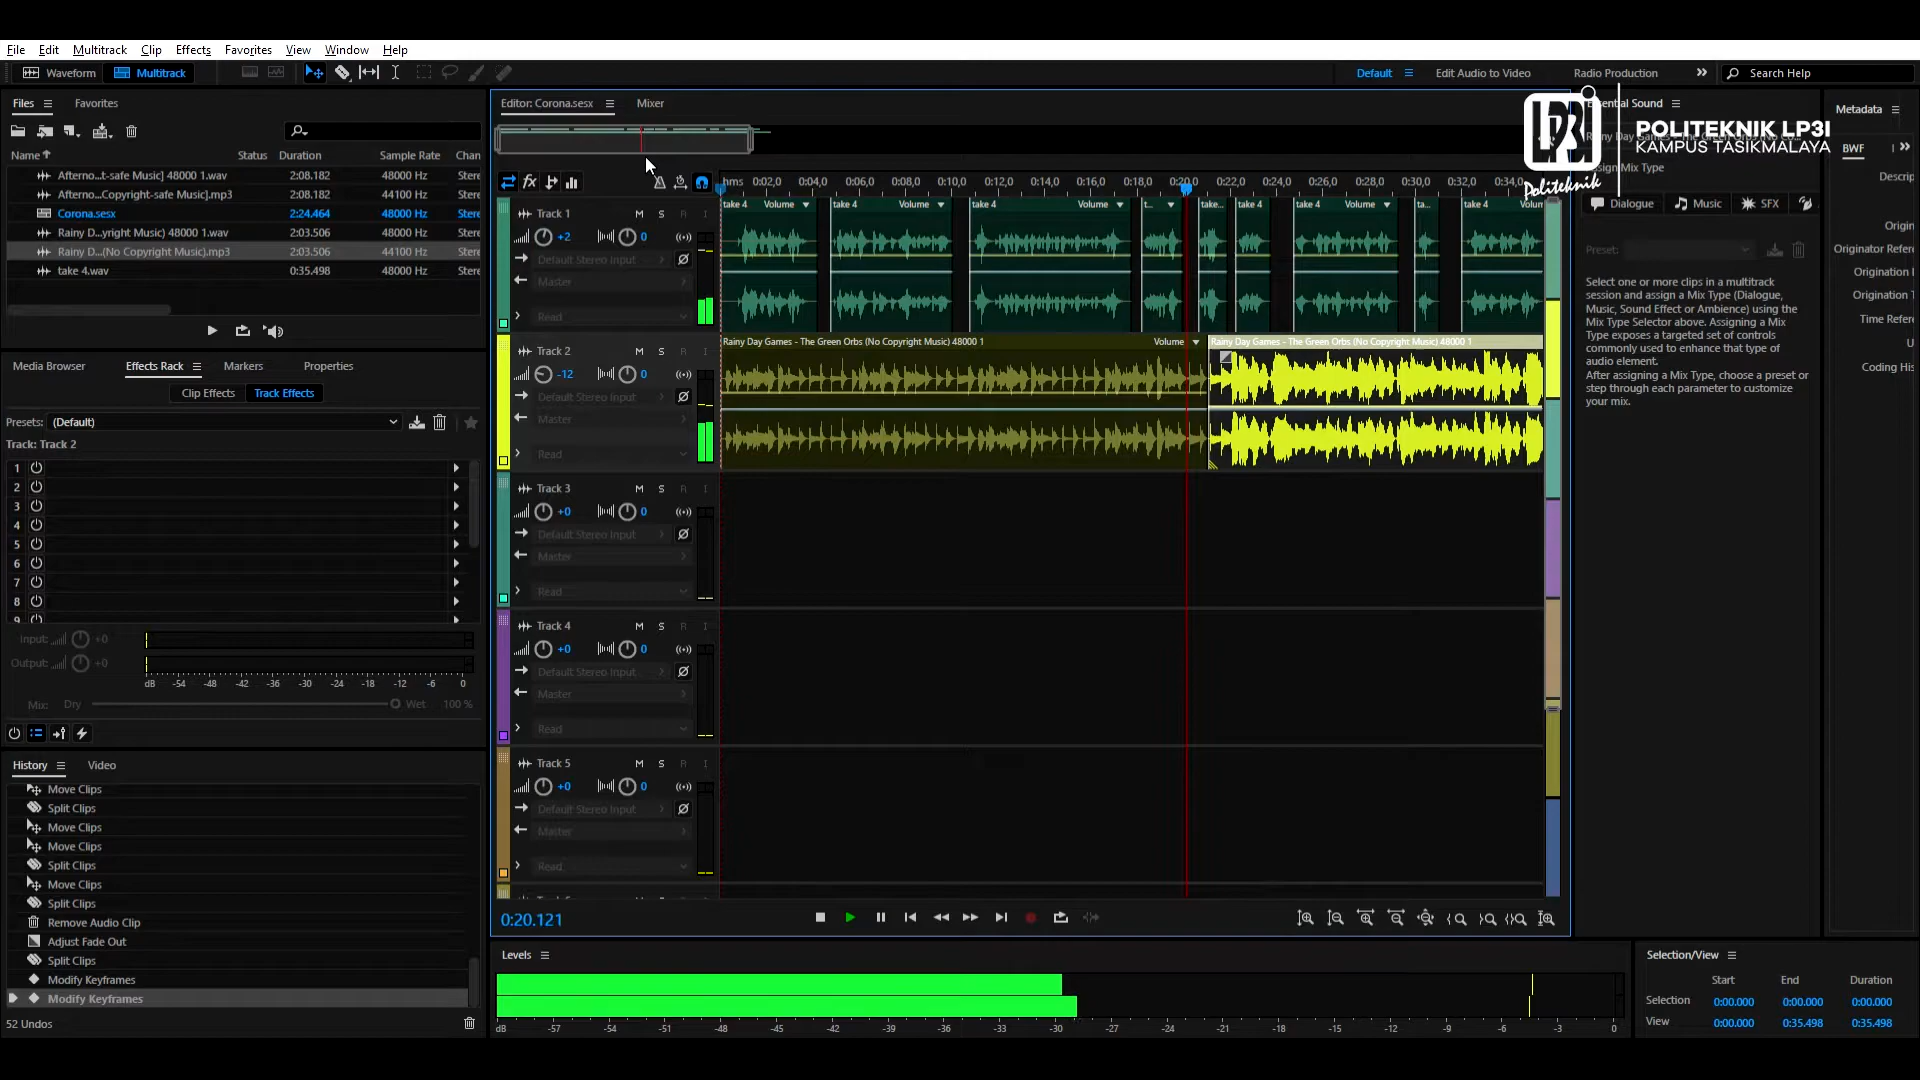 File Edit Multitrack Clip Effects Favorites View Window Help
Waveform Multitrack Default Edit Audio to Video Radio Production Search Help
Files Favorites
Name Status Duration Sample Rate Chan
Afterno...t-safe Music] 48000 1.wav 2:08.182 48000 Hz Stere
Afterno...Copyright-safe Music].mp3 2:08.182 44100 Hz Stere
Corona.sesx 2:24.464 48000 Hz Stere
Rainy D...yright Music) 48000 1.wav 2:03.506 48000 Hz Stere
Rainy D...(No Copyright Music).mp3 2:03.506 44100 Hz Stere
take 4.wav 0:35.498 48000 Hz Stere
Media Browser Effects Rack Markers Properties
Clip Effects Track Effects
Presets: (Default)
Track: Track 2
1
2
3
4
5
6
7
8
9
Input: +0
Output: +0
dB -54 -48 -42 -36 -30 -24 -18 -12 -6 0
Mix: Dry Wet 100 %
History Video
Move Clips
Split Clips
Move Clips
Move Clips
Split Clips
Move Clips
Split Clips
Remove Audio Clip
Adjust Fade Out
Split Clips
Modify Keyframes
Modify Keyframes
52 Undos
Editor: Corona.sesx Mixer
hms 0:02,0 0:04,0 0:06,0 0:08,0 0:10,0 0:12,0 0:14,0 0:16,0 0:18,0 0:20,0 0:22,0 0:24,0 0:26,0 0:28,0 0:30,0 0:32,0 0:34,0
Track 1 M S R I
+2 0
Default Stereo Input
Master
Read
take 4 Volume take 4 Volume take 4 Volume t... take... take 4 take 4 Volume ta... take 4 Volum
Track 2 M S R I
-12 0
Default Stereo Input
Master
Read
Rainy Day Games - The Green Orbs (No Copyright Music) 48000 1 Volume
Rainy Day Games - The Green Orbs (No Copyright Music) 48000 1
Track 3 M S R I
+0 0
Default Stereo Input
Master
Read
Track 4 M S R I
+0 0
Default Stereo Input
Master
Read
Track 5 M S R I
+0 0
Default Stereo Input
Master
Read
0:20.121
Levels
dB -57 -54 -51 -48 -45 -42 -39 -36 -33 -30 -27 -24 -21 -18 -15 -12 -9 -6 -3 0
Essential Sound
LP3I
Politeknik
POLITEKNIK LP3I
KAMPUS TASIKMALAYA
Dialogue Music SFX
Preset:
Select one or more clips in a multitrack
session and assign a Mix Type (Dialogue,
Music, Sound Effect or Ambience) using the
Mix Type Selector above. Assigning a Mix
Type exposes a targeted set of controls
commonly used to enhance that type of
audio element.
After assigning a Mix Type, choose a preset or
step through each parameter to customize
your mix.
Metadata
BWF
Descrip
Origin
Originator Referen
Origination
Origination T
Time Refere
Coding His
Selection/View
Start End Duration
Selection 0:00.000 0:00.000 0:00.000
View 0:00.000 0:35.498 0:35.498